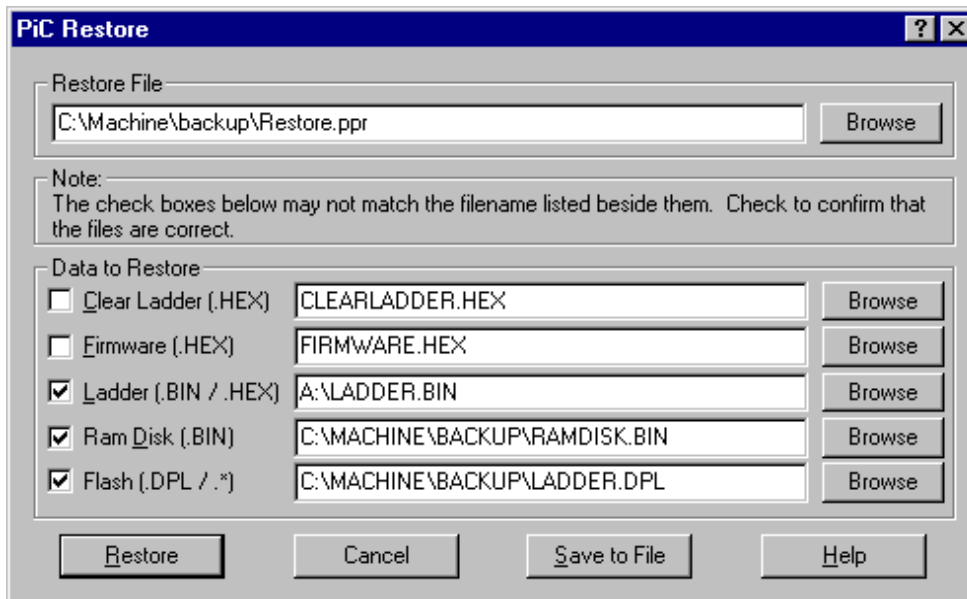 PiC Restore
Restore File
C:\Machine\backup\Restore.ppr Browse
Note:
The check boxes below may not match the filename listed beside them. Check to confirm that
the files are correct.
Data to Restore
Clear Ladder (.HEX) CLEARLADDER.HEX Browse
Firmware (.HEX) FIRMWARE.HEX Browse
Ladder (.BIN / .HEX) A:\LADDER.BIN Browse
Ram Disk (.BIN) C:\MACHINE\BACKUP\RAMDISK.BIN Browse
Flash (.DPL / .*) C:\MACHINE\BACKUP\LADDER.DPL Browse
Restore Cancel Save to File Help